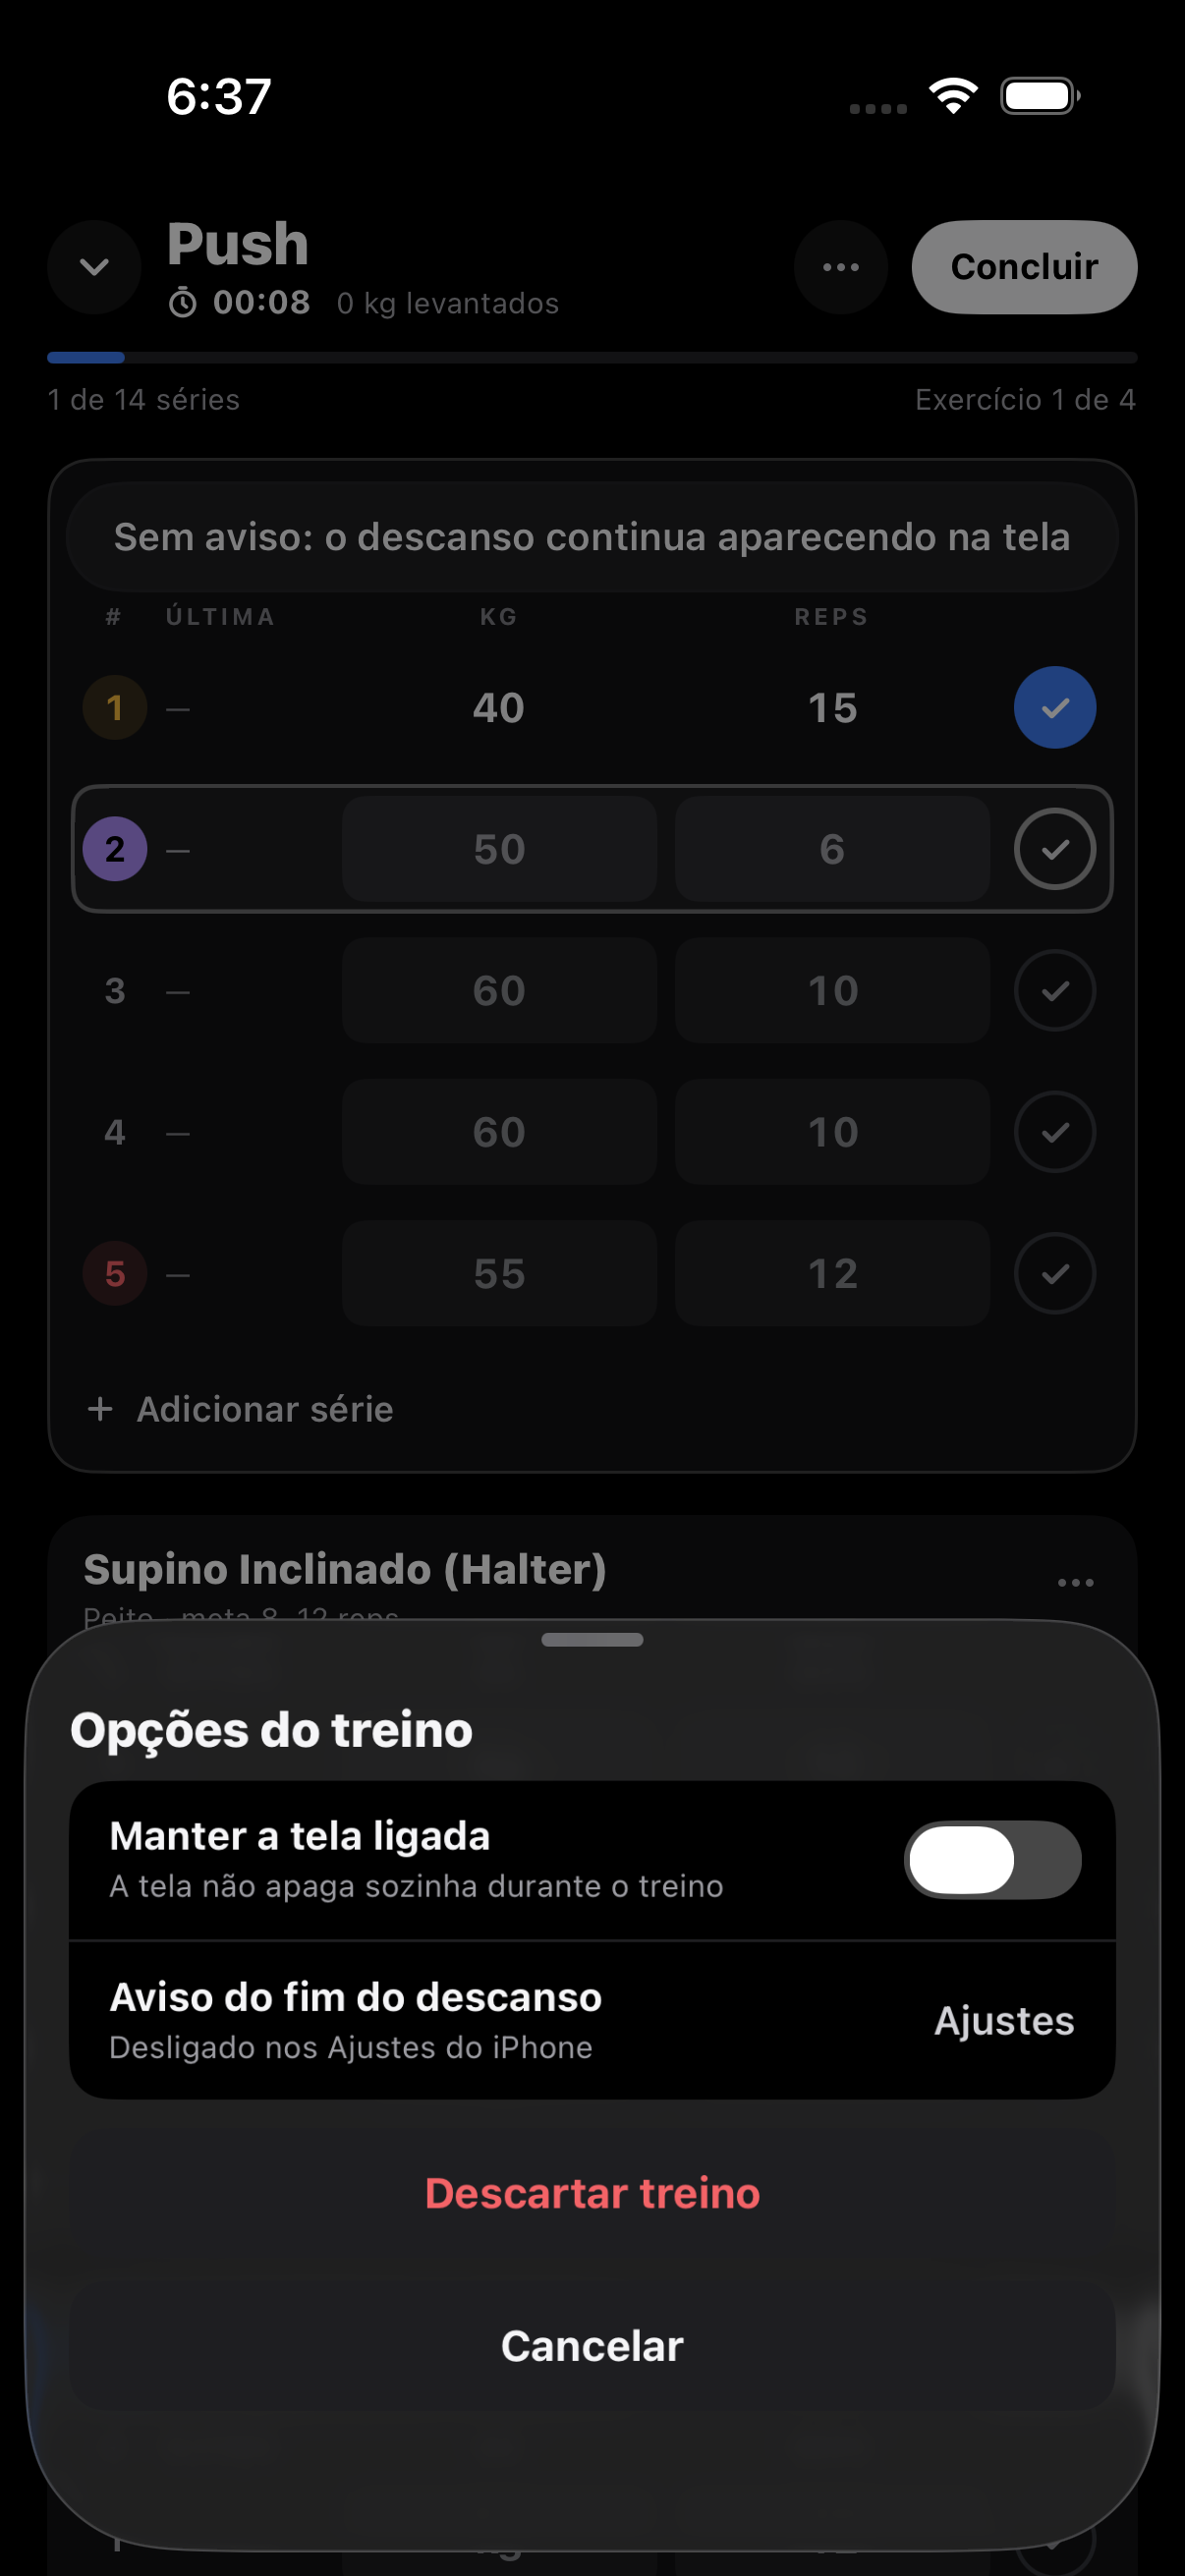 6:37
Push
00:08 0 kg levantados
Concluir
1 de 14 séries
Exercício 1 de 4
Sem aviso: o descanso continua aparecendo na tela
# ÚLTIMA KG REPS
1 — 40 15
2 — 50 6
3 — 60 10
4 — 60 10
5 — 55 12
+ Adicionar série
Supino Inclinado (Halter)
Opções do treino
Manter a tela ligada
A tela não apaga sozinha durante o treino
Aviso do fim do descanso
Desligado nos Ajustes do iPhone
Ajustes
Descartar treino
Cancelar